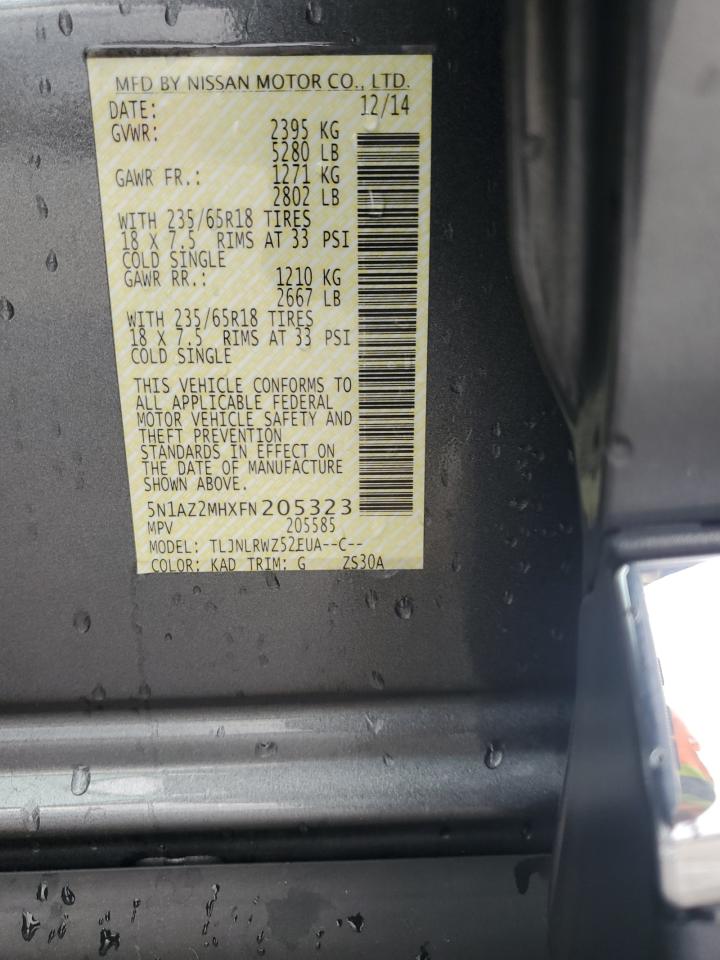 MFD BY NISSAN MOTOR CO., LTD.
DATE: 12/14
GVWR: 2395 KG
5280 LB
GAWR FR.: 1271 KG
2802 LB
WITH 235/65R18 TIRES
18 X 7.5 RIMS AT 33 PSI
COLD SINGLE
GAWR RR.: 1210 KG
2667 LB
WITH 235/65R18 TIRES
18 X 7.5 RIMS AT 33 PSI
COLD SINGLE
THIS VEHICLE CONFORMS TO
ALL APPLICABLE FEDERAL
MOTOR VEHICLE SAFETY AND
THEFT PREVENTION
STANDARDS IN EFFECT ON
THE DATE OF MANUFACTURE
SHOWN ABOVE.
5N1AZ2MHXFN205323
MPV 205585
MODEL: TLJNLRWZ52EUA--C--
COLOR: KAD TRIM: G ZS30A